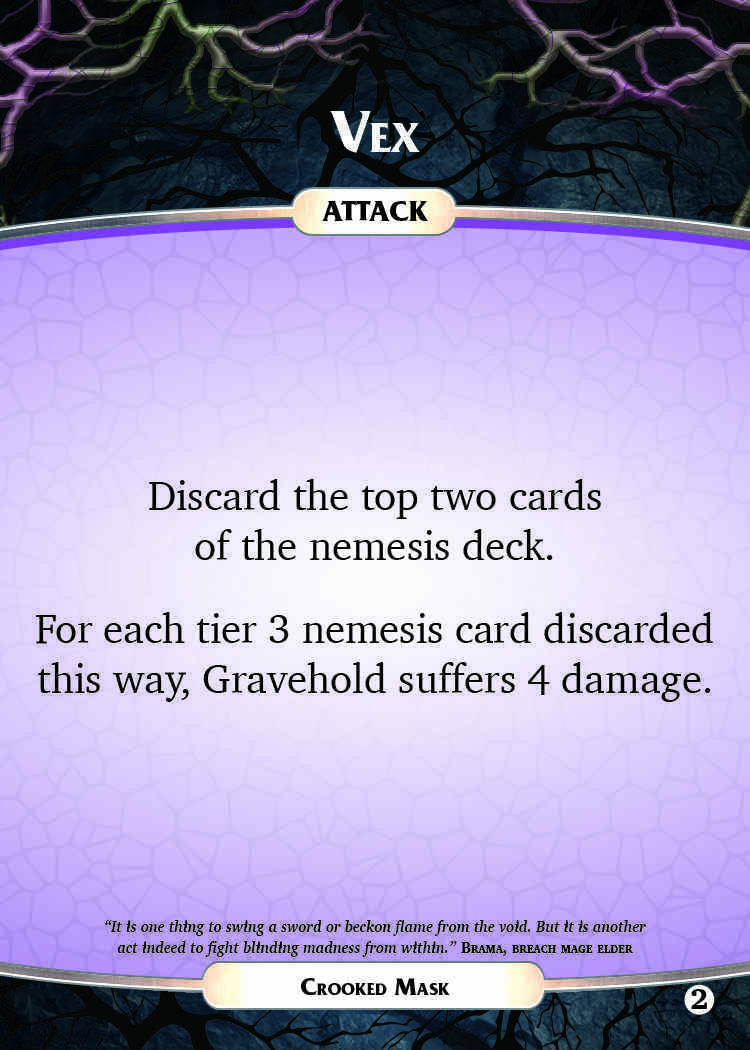 Vex
ATTACK
Discard the top two cards
of the nemesis deck.
For each tier 3 nemesis card discarded
this way, Gravehold suffers 4 damage.
“It is one thing to swing a sword or beckon flame from the void. But it is another
act indeed to fight blinding madness from within.” Brama, breach mage elder
Crooked Mask
2